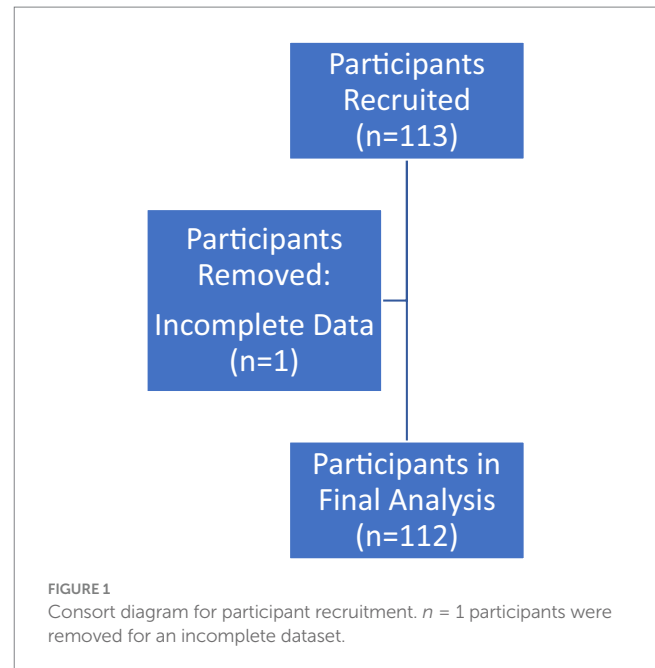 Participants
Recruited
(n=113)
Participants
Removed:
Incomplete Data
(n=1)
Participants in
Final Analysis
(n=112)
FIGURE 1
Consort diagram for participant recruitment. n = 1 participants were
removed for an incomplete dataset.